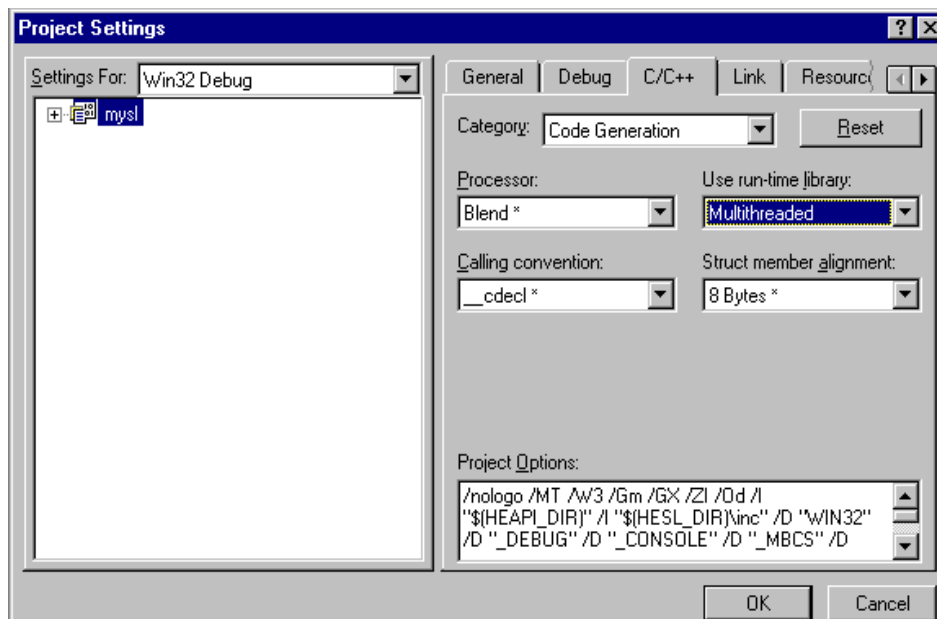 Project Settings
Settings For: Win32 Debug
mysl
General Debug C/C++ Link Resourc
Category: Code Generation Reset
Processor: Use run-time library:
Blend * Multithreaded
Calling convention: Struct member alignment:
__cdecl * 8 Bytes *
Project Options:
/nologo /MT /W3 /Gm /GX /ZI /Od /I
"$(HEAPI_DIR)" /I "$(HESL_DIR)\inc" /D "WIN32"
/D "_DEBUG" /D "_CONSOLE" /D "_MBCS" /D
OK Cancel